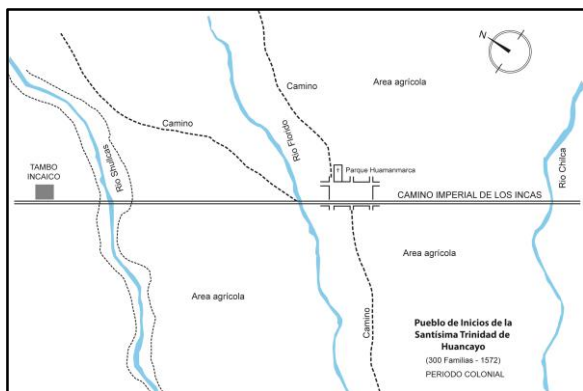 N
Camino
Area agrícola
Camino
Río Florido
Río Shullcas
Río Chilca
Parque Huamanmarca
TAMBO
INCAICO
CAMINO IMPERIAL DE LOS INCAS
Area agrícola
Area agrícola
Camino
Pueblo de Inicios de la
Santísima Trinidad de
Huancayo
(300 Familias - 1572)
PERIODO COLONIAL